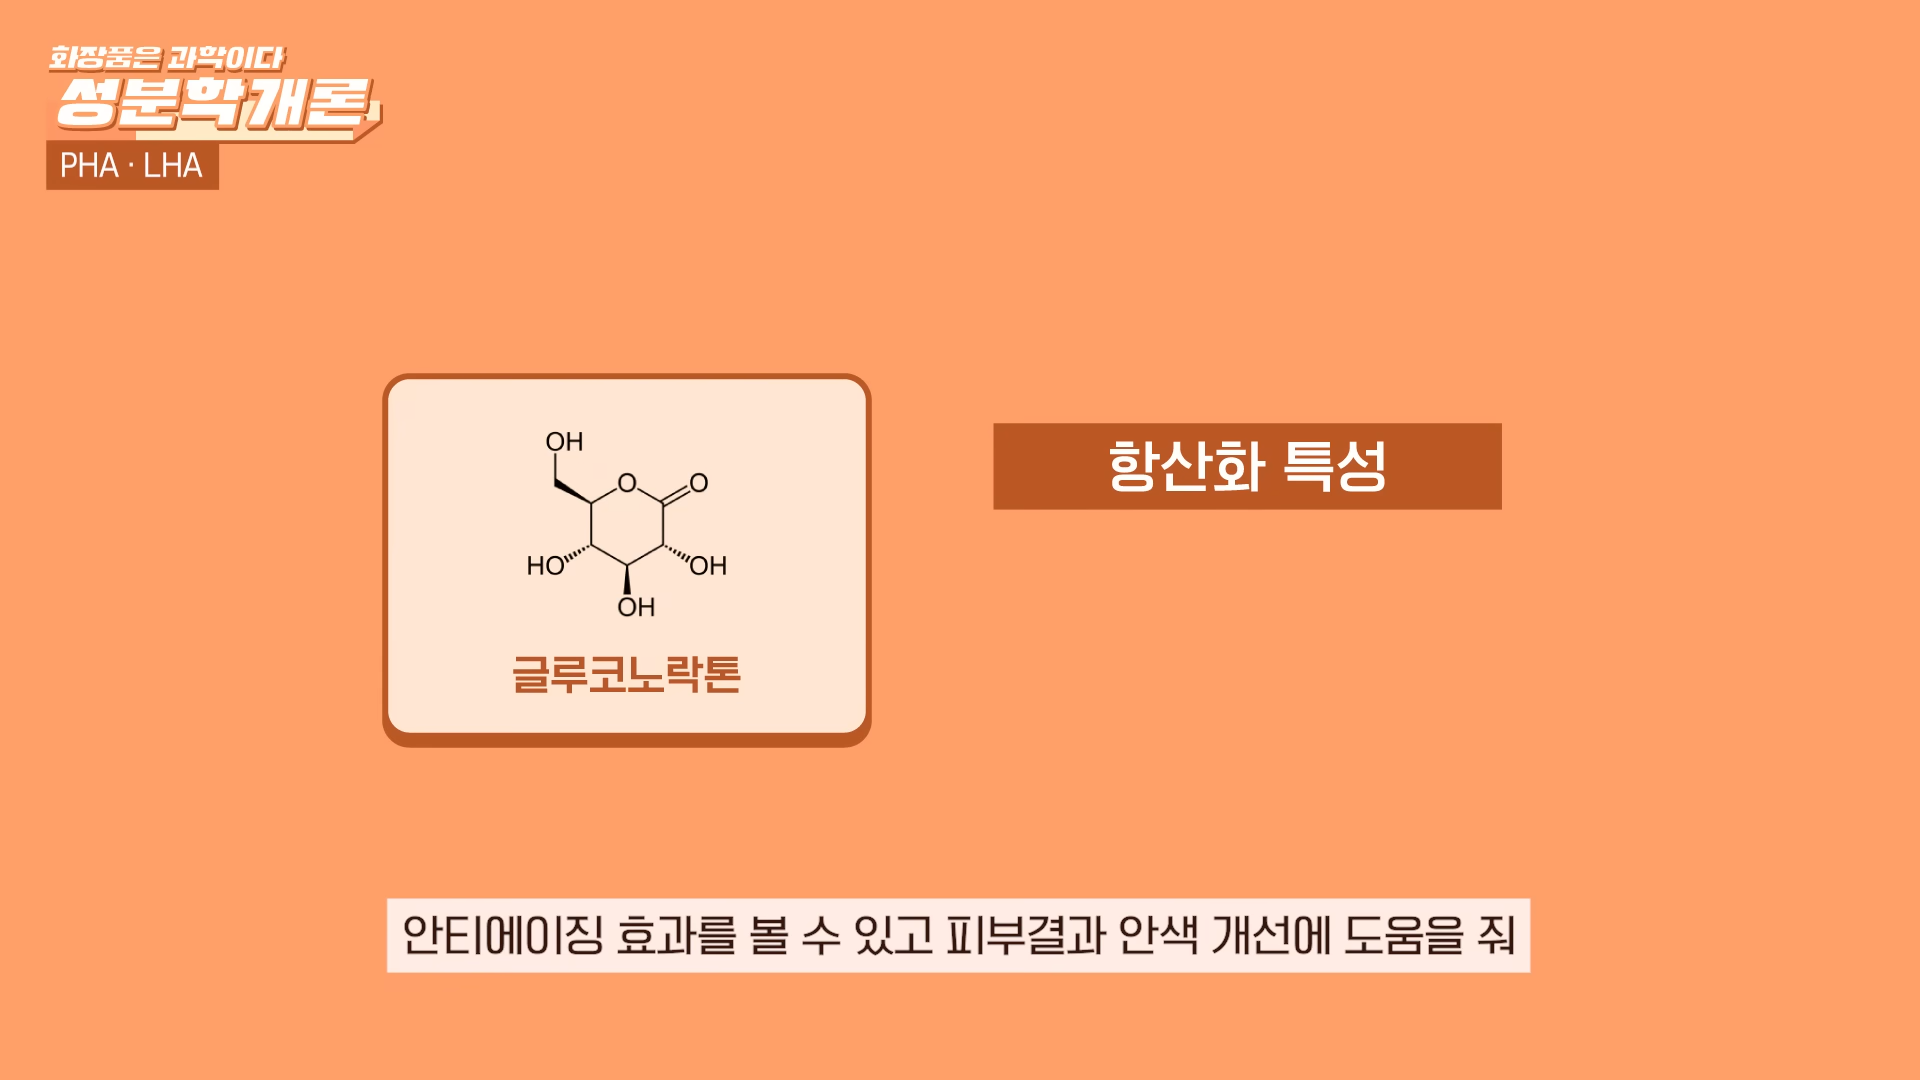 화장품은 과학이다
성분학개론
PHA · LHA
OH
O
O
HO
OH
OH
글루코노락톤
항산화 특성
안티에이징 효과를 볼 수 있고 피부결과 안색 개선에 도움을 줘